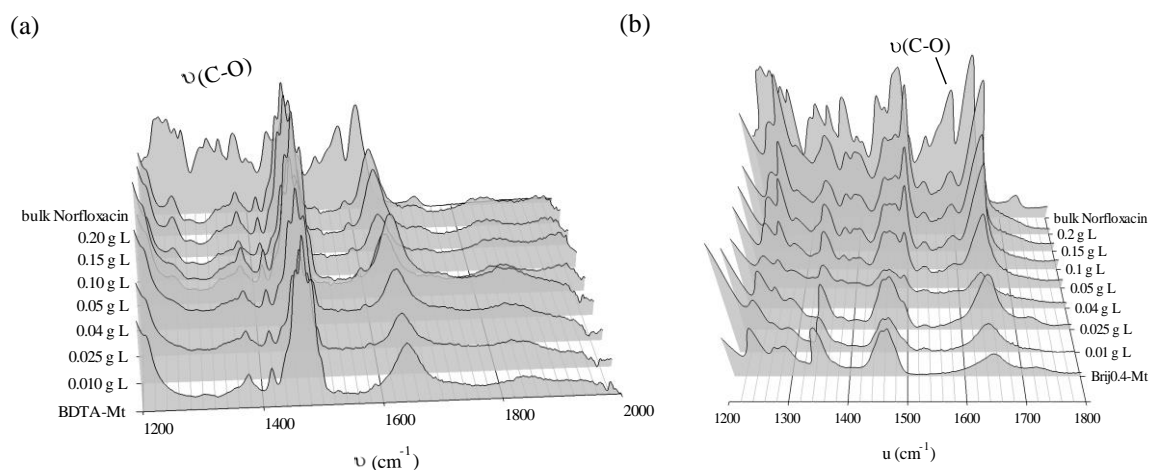 (a)
υ(C-O)
bulk Norfloxacin
0.20 g L
0.15 g L
0.10 g L
0.05 g L
0.04 g L
0.025 g L
0.010 g L
BDTA-Mt
1200 1400 1600 1800 2000
υ (cm⁻¹)
(b)
υ(C-O)
bulk Norfloxacin
0.2 g L
0.15 g L
0.1 g L
0.05 g L
0.04 g L
0.025 g L
0.01 g L
Brij0.4-Mt
1200 1300 1400 1500 1600 1700 1800
u (cm⁻¹)